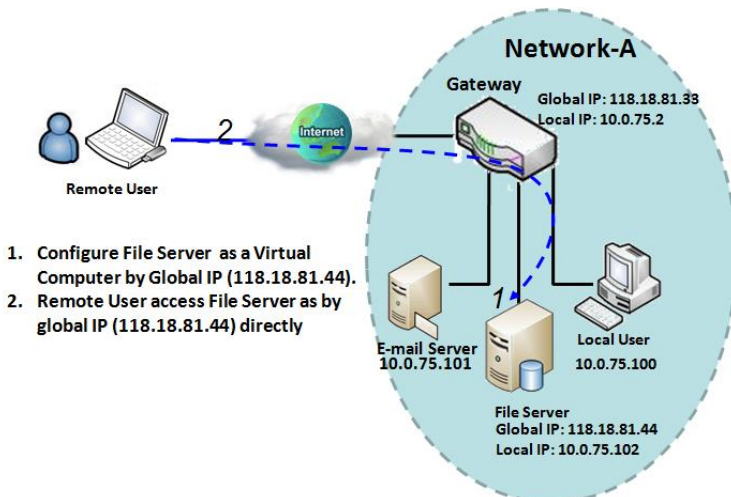 Network-A
Gateway
Global IP: 118.18.81.33
Local IP: 10.0.75.2
2
Internet
Remote User
1. Configure File Server as a Virtual
Computer by Global IP (118.18.81.44).
2. Remote User access File Server as by
global IP (118.18.81.44) directly
1
E-mail Server
10.0.75.101
Local User
10.0.75.100
File Server
Global IP: 118.18.81.44
Local IP: 10.0.75.102